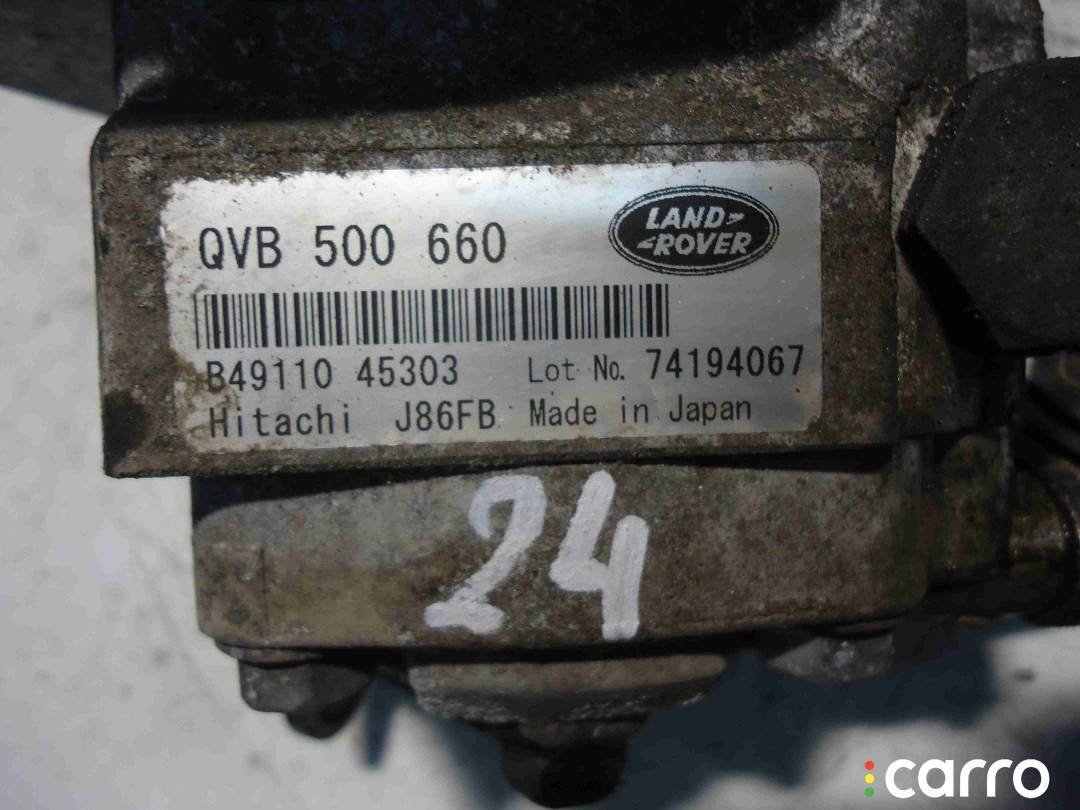 QVB 500 660
LAND-
-ROVER
B49110 45303 Lot No. 74194067
Hitachi J86FB Made in Japan
24
carro